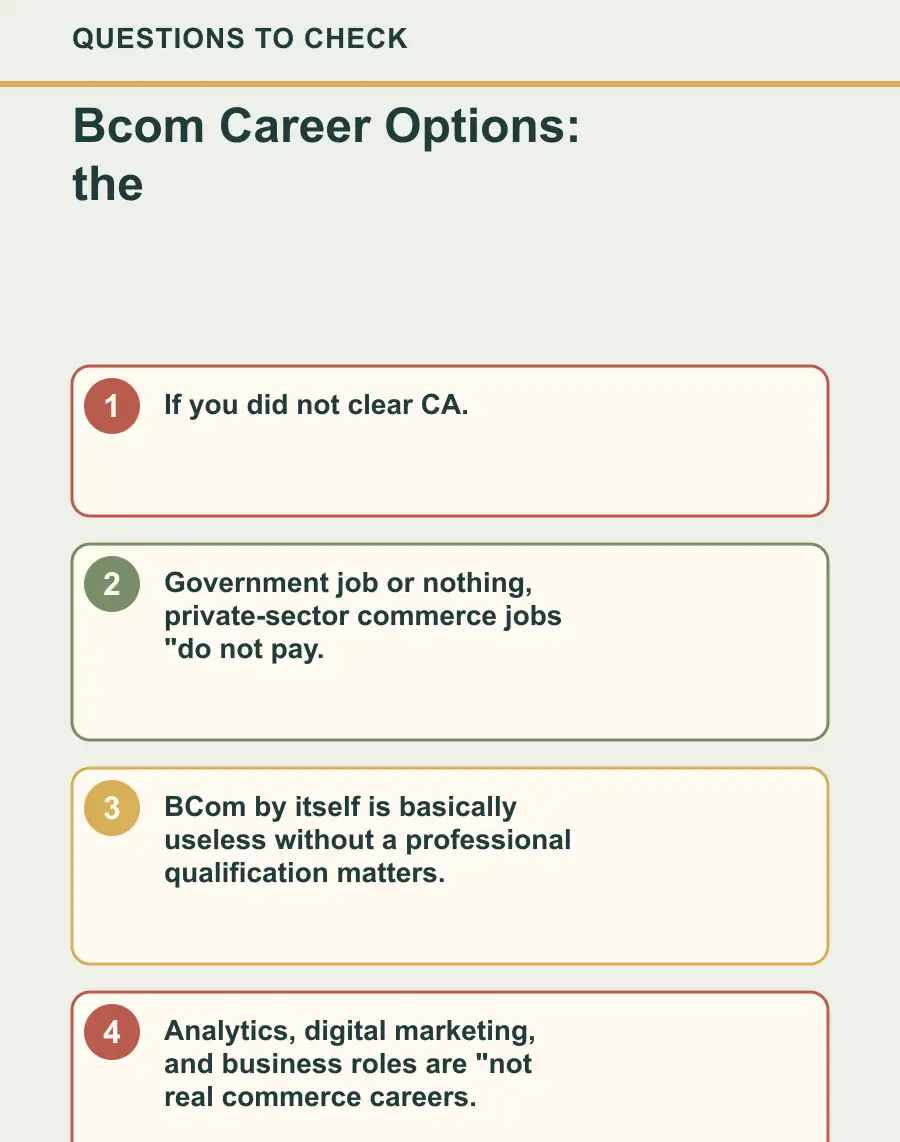 QUESTIONS TO CHECK
Bcom Career Options:
the
1
If you did not clear CA.
2
Government job or nothing,
private-sector commerce jobs
"do not pay.
3
BCom by itself is basically
useless without a professional
qualification matters.
4
Analytics, digital marketing,
and business roles are "not
real commerce careers.